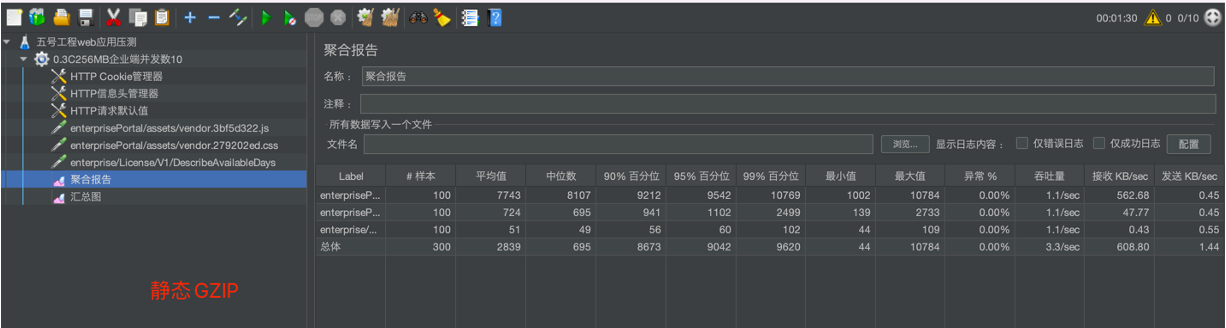 00:01:30 0 0/10
五号工程web应用压测
0.3C256MB企业端并发数10
HTTP Cookie管理器
HTTP信息头管理器
HTTP请求默认值
enterprisePortal/assets/vendor.3bf5d322.js
enterprisePortal/assets/vendor.279202ed.css
enterprise/License/V1/DescribeAvailableDays
聚合报告
汇总图
静态 GZIP
聚合报告
名称： 聚合报告
注释：
所有数据写入一个文件
文件名 浏览... 显示日志内容： 仅错误日志 仅成功日志 配置
Label # 样本 平均值 中位数 90% 百分位 95% 百分位 99% 百分位 最小值 最大值 异常 % 吞吐量 接收 KB/sec 发送 KB/sec
enterpriseP... 100 7743 8107 9212 9542 10769 1002 10784 0.00% 1.1/sec 562.68 0.45
enterpriseP... 100 724 695 941 1102 2499 139 2733 0.00% 1.1/sec 47.77 0.45
enterprise/... 100 51 49 56 60 102 44 109 0.00% 1.1/sec 0.43 0.55
总体 300 2839 695 8673 9042 9620 44 10784 0.00% 3.3/sec 608.80 1.44